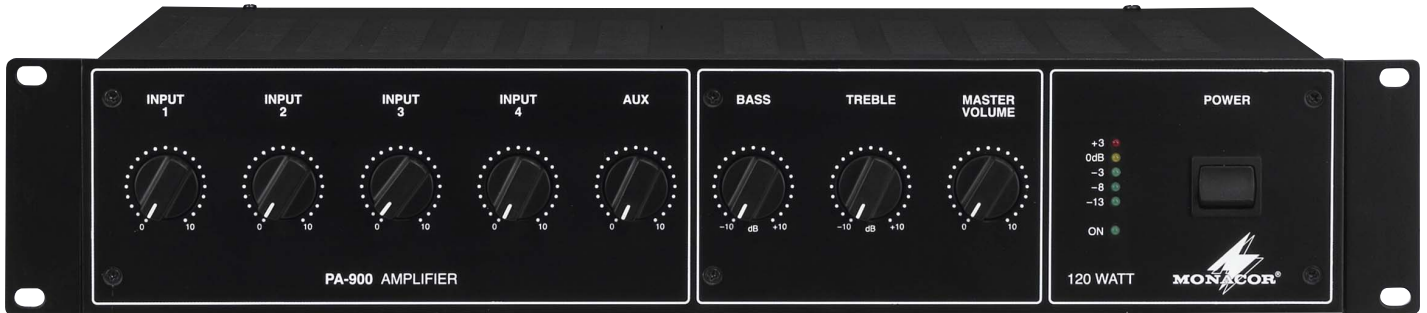 INPUT
1
INPUT
2
INPUT
3
INPUT
4
AUX
0 10
0 10
0 10
0 10
0 10
PA-900 AMPLIFIER
BASS
TREBLE
MASTER
VOLUME
-10 dB +10
-10 dB +10
0 10
POWER
+3
0dB
-3
-8
-13
ON
120 WATT
MONACOR®